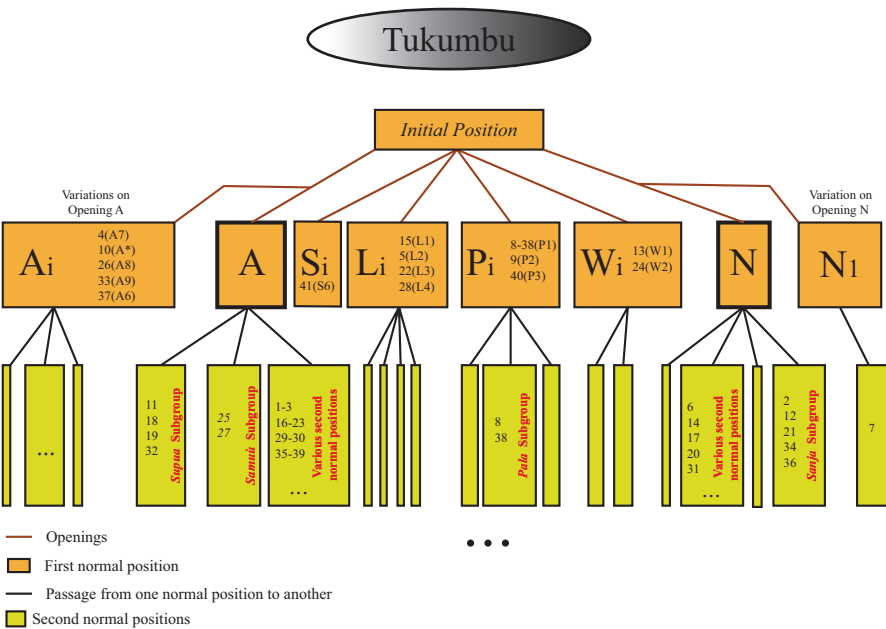 Tukumbu
Initial Position
Variations on
Opening A
Variation on
Opening N
Ai
4(A7)
10(A*)
26(A8)
33(A9)
37(A6)
A
Si
41(S6)
Li
15(L1)
5(L2)
22(L3)
28(L4)
Pi
8-38(P1)
9(P2)
40(P3)
Wi
13(W1)
24(W2)
N
N1
...
11
18
19
32
Supua Subgroup
25
27
Samuù Subgroup
1-3
16-23
29-30
35-39
...
Various second
normal positions
8
38
Pala Subgroup
6
14
17
20
31
...
Various second
normal positions
2
12
21
34
36
Sanja Subgroup
7
...
Openings
First normal position
Passage from one normal position to another
Second normal positions